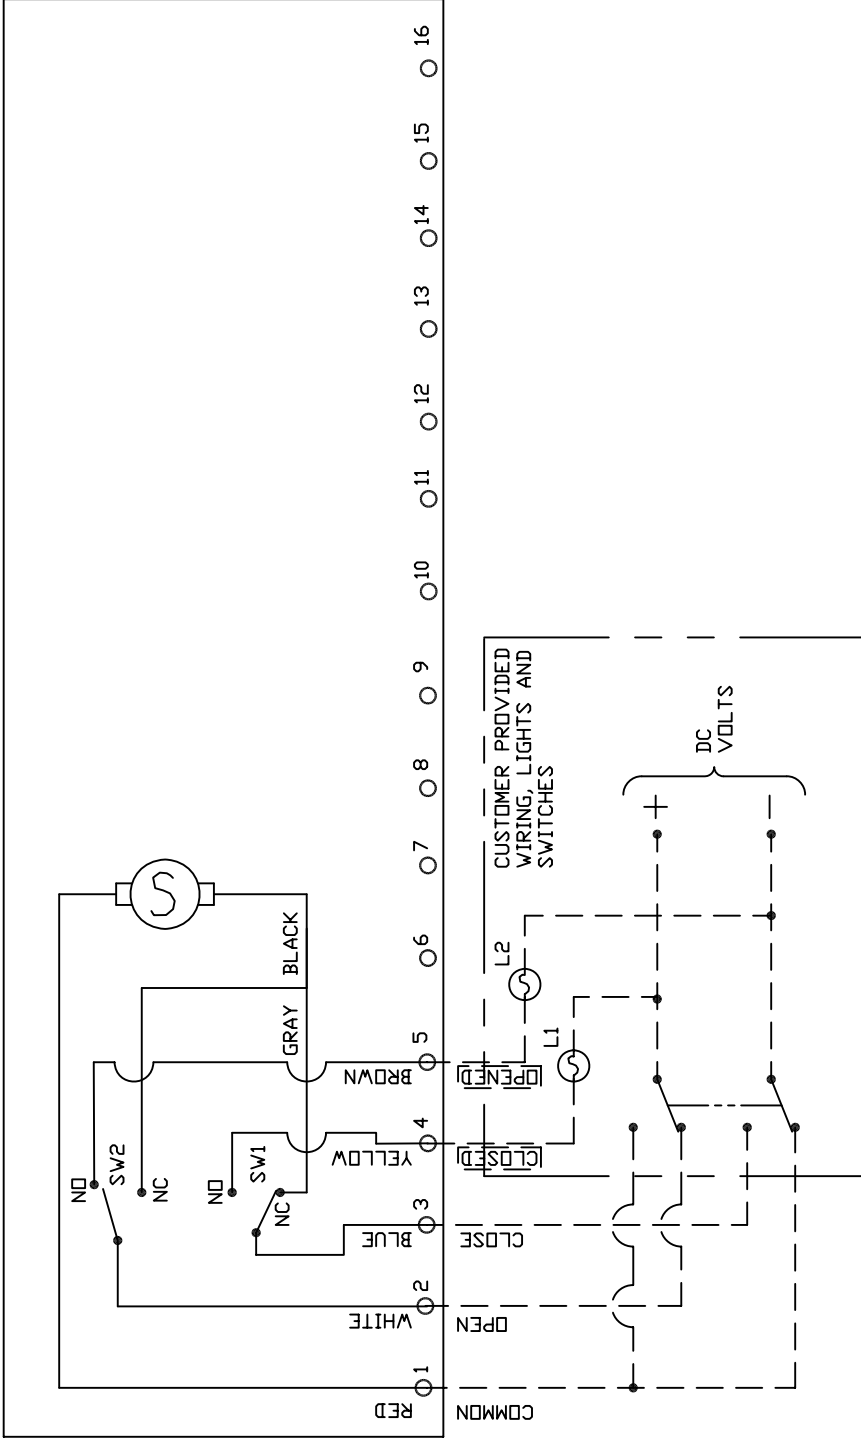 16
15
14
13
12
11
10
9
8
7
6
5
4
3
2
1
BLACK
GRAY
BROWN
YELLOW
BLUE
WHITE
RED
NO
SW2
NC
NO
SW1
NC
OPENED
CLOSED
CLOSE
OPEN
COMMON
CUSTOMER PROVIDED
WIRING, LIGHTS AND
SWITCHES
L2
L1
+
-
DC
VOLTS